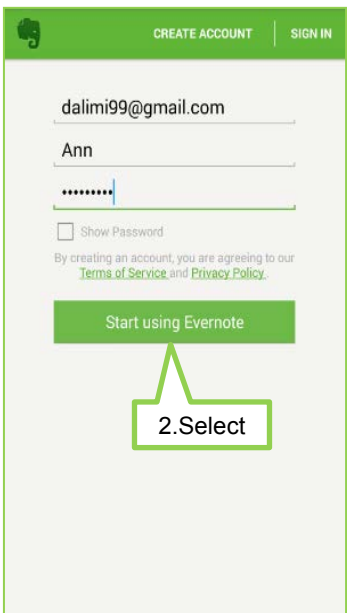 CREATE ACCOUNT SIGN IN
dalimi99@gmail.com
Ann
•••••••••
Show Password
By creating an account, you are agreeing to our
Terms of Service and Privacy Policy.
Start using Evernote
2.Select